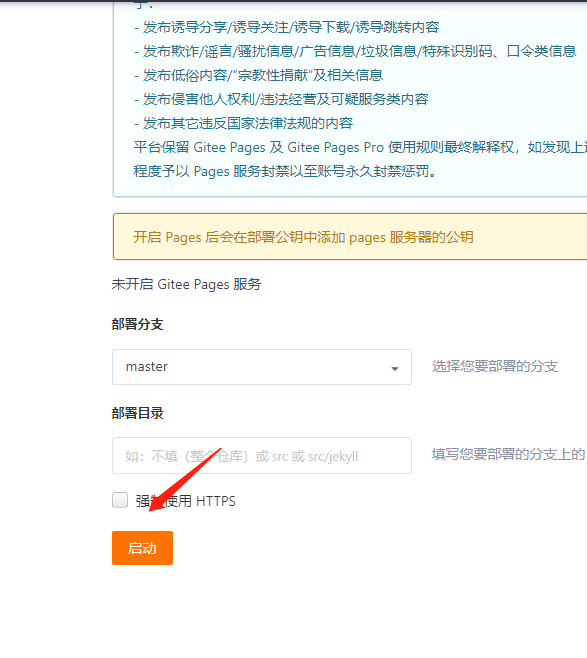 于：
- 发布诱导分享/诱导关注/诱导下载/诱导跳转内容
- 发布欺诈/谣言/骚扰信息/广告信息/垃圾信息/特殊识别码、口令类信息
- 发布低俗内容/“宗教性捐献”及相关信息
- 发布侵害他人权利/违法经营及可疑服务类内容
- 发布其它违反国家法律法规的内容
平台保留 Gitee Pages 及 Gitee Pages Pro 使用规则最终解释权，如发现上
程度予以 Pages 服务封禁以至账号永久封禁惩罚。
开启 Pages 后会在部署公钥中添加 pages 服务器的公钥
未开启 Gitee Pages 服务
部署分支
master
选择您要部署的分支
部署目录
如：不填（整个仓库）或 src 或 src/jekyll
填写您要部署的分支上的
强制使用 HTTPS
启动